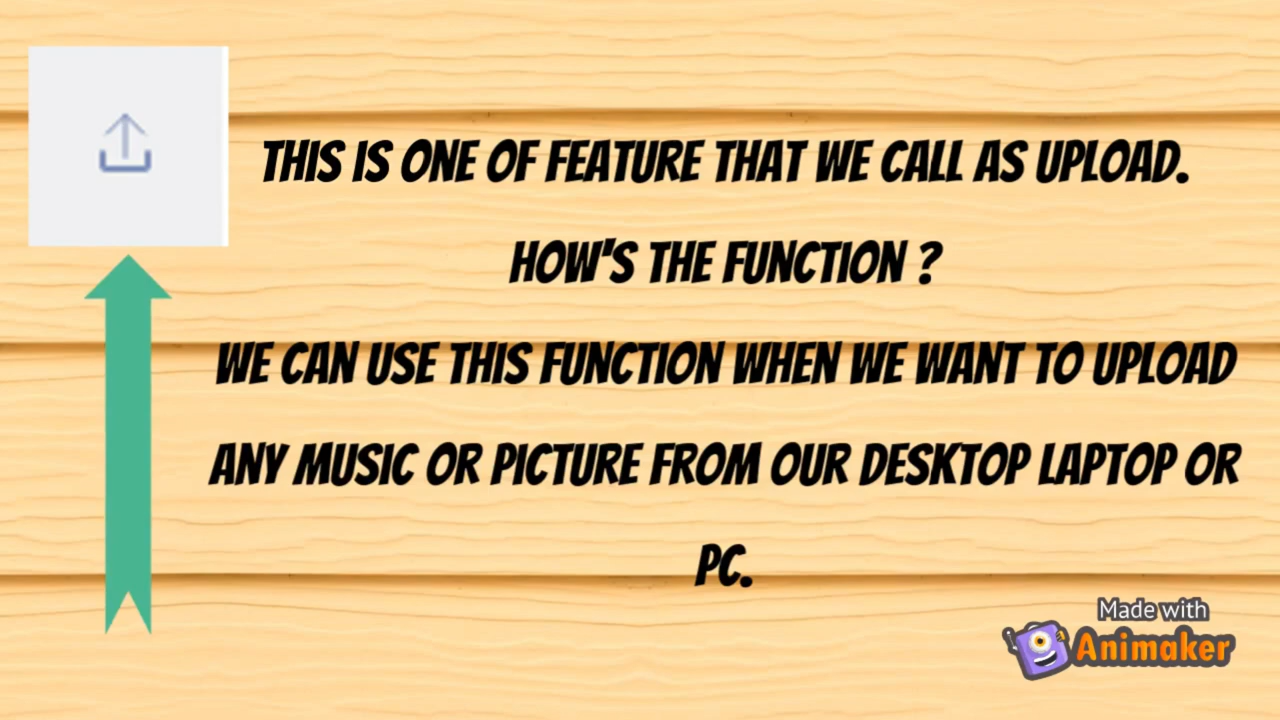 THIS IS ONE OF FEATURE THAT WE CALL AS UPLOAD.
HOW'S THE FUNCTION ?
WE CAN USE THIS FUNCTION WHEN WE WANT TO UPLOAD
ANY MUSIC OR PICTURE FROM OUR DESKTOP LAPTOP OR
PC.
Made with
Animaker